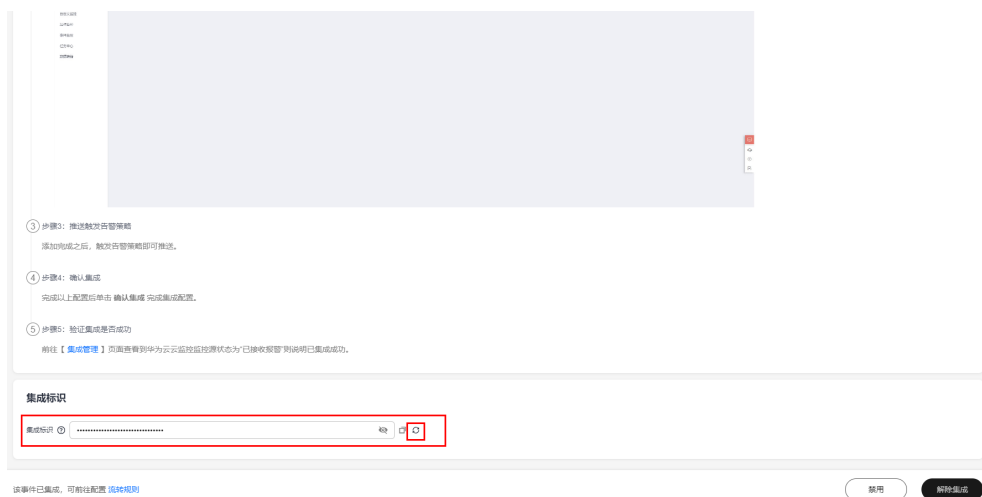 任务中心
3 步骤3：推送触发告警策略
添加完成之后，触发告警策略即可推送。
4 步骤4：确认集成
完成以上配置后单击 确认集成 完成集成配置。
5 步骤5：验证集成是否成功
前往【 集成管理 】页面查看到华为云云监控监控源状态为“已接收报警”则说明已集成成功。
集成标识
集成标识
该事件已集成，可前往配置 流转规则
禁用
解除集成